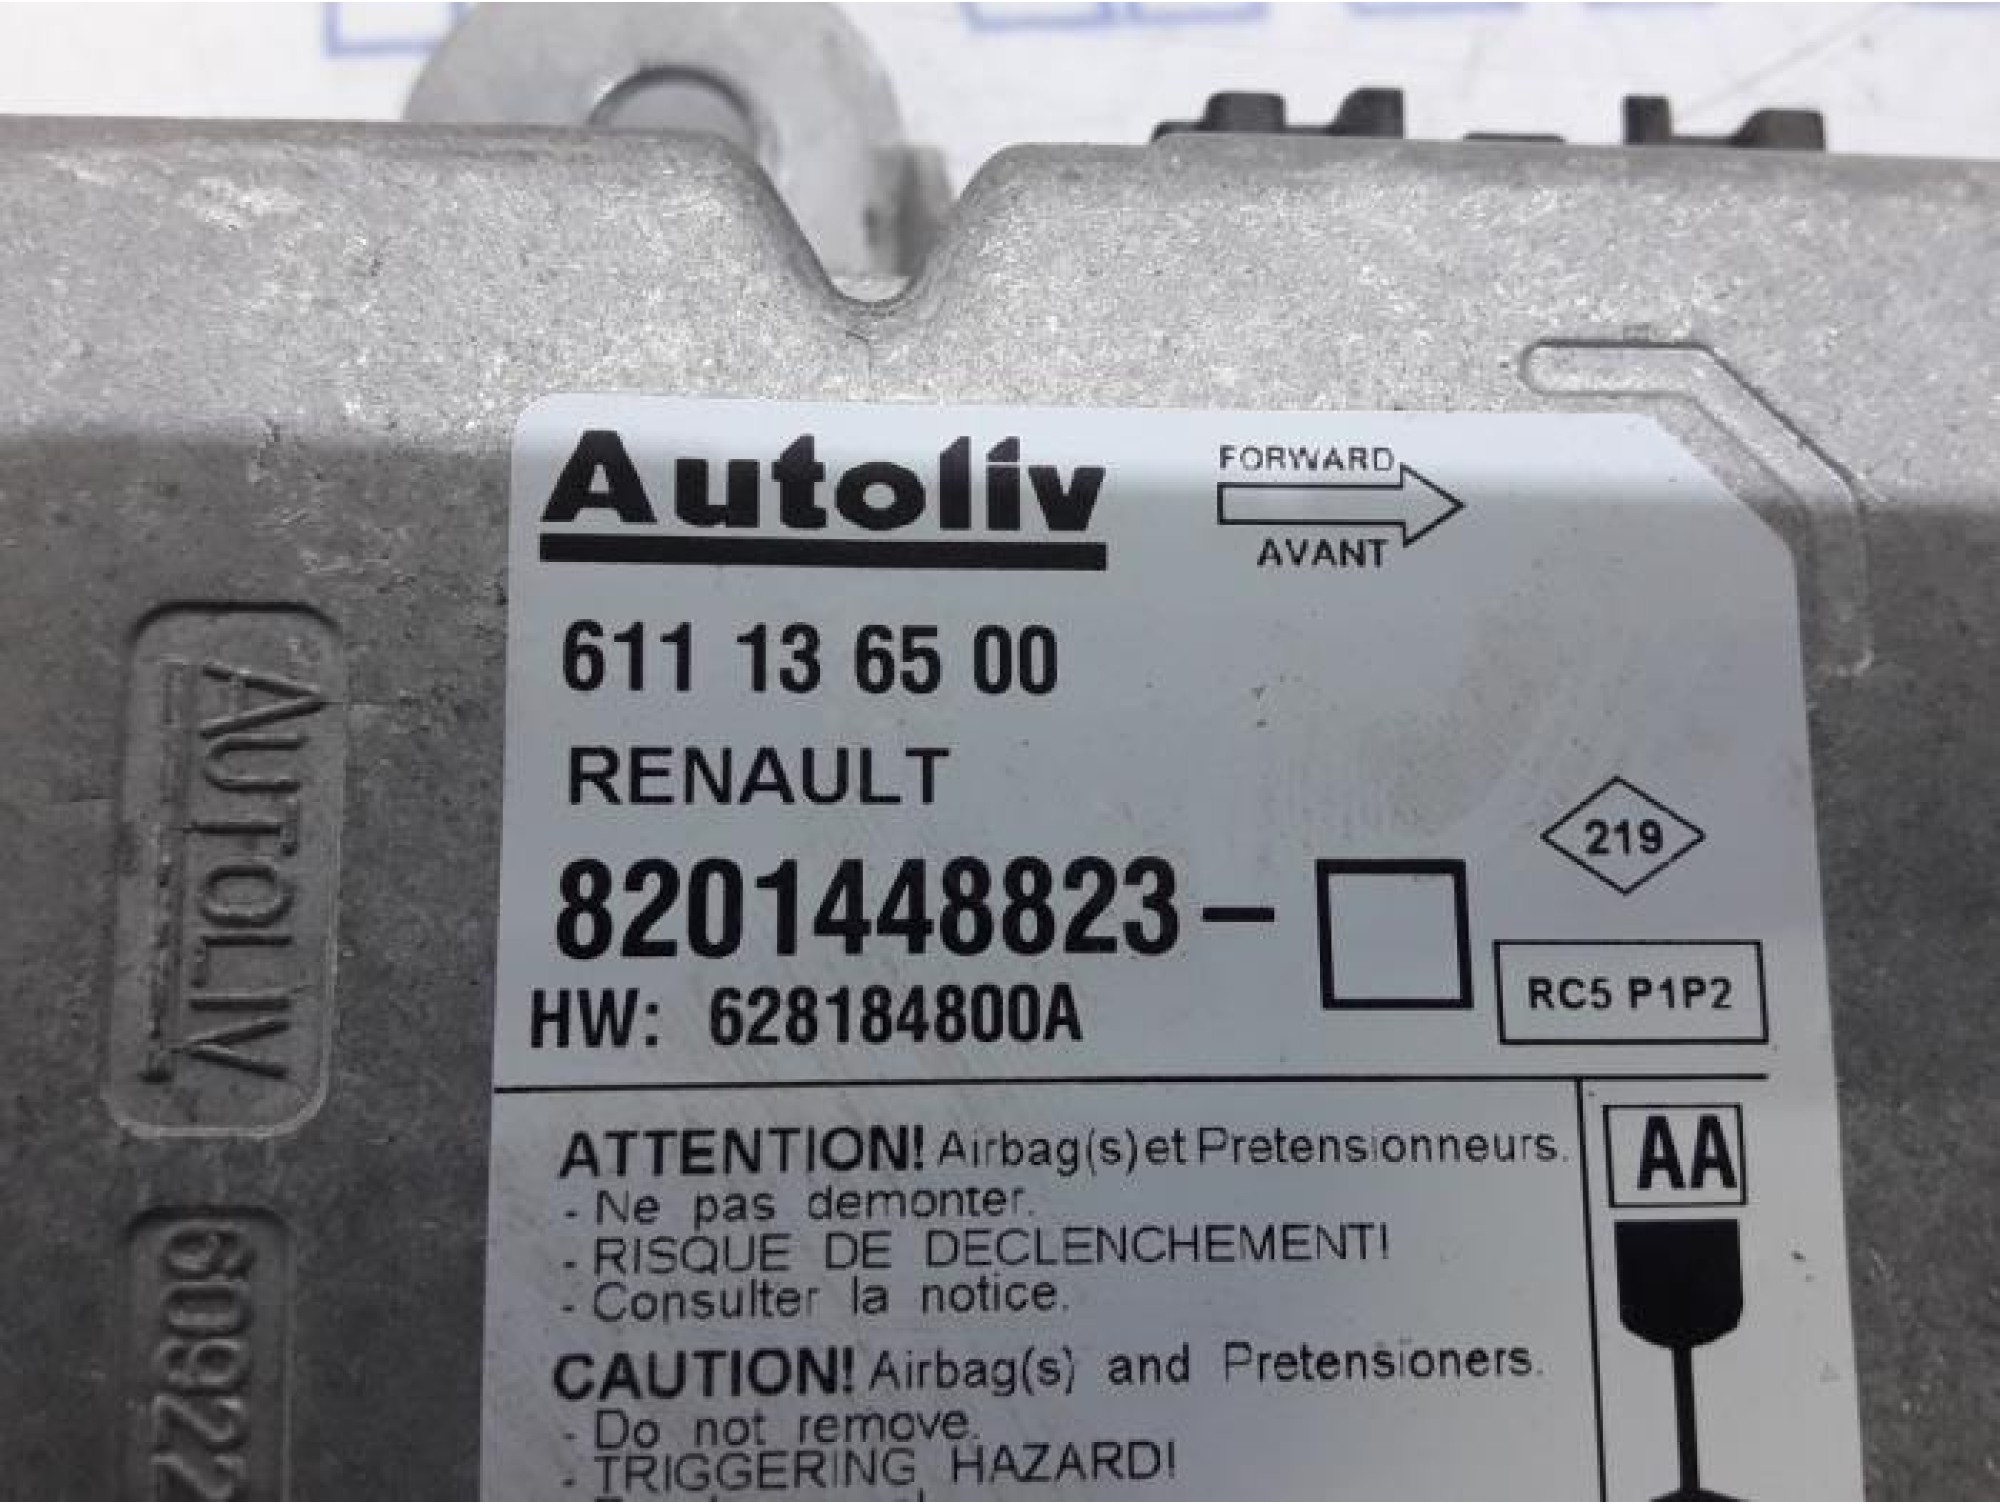 Autoliv
FORWARD
AVANT
611 13 65 00
RENAULT
219
8201448823-
RC5 P1P2
HW: 628184800A
ATTENTION! Airbag(s) et Pretensionneurs.
- Ne pas demonter.
- RISQUE DE DECLENCHEMENT!
- Consulter la notice.
AA
CAUTION! Airbag(s) and Pretensioners.
- Do not remove.
- TRIGGERING HAZARD!
AUTOLIV
60922